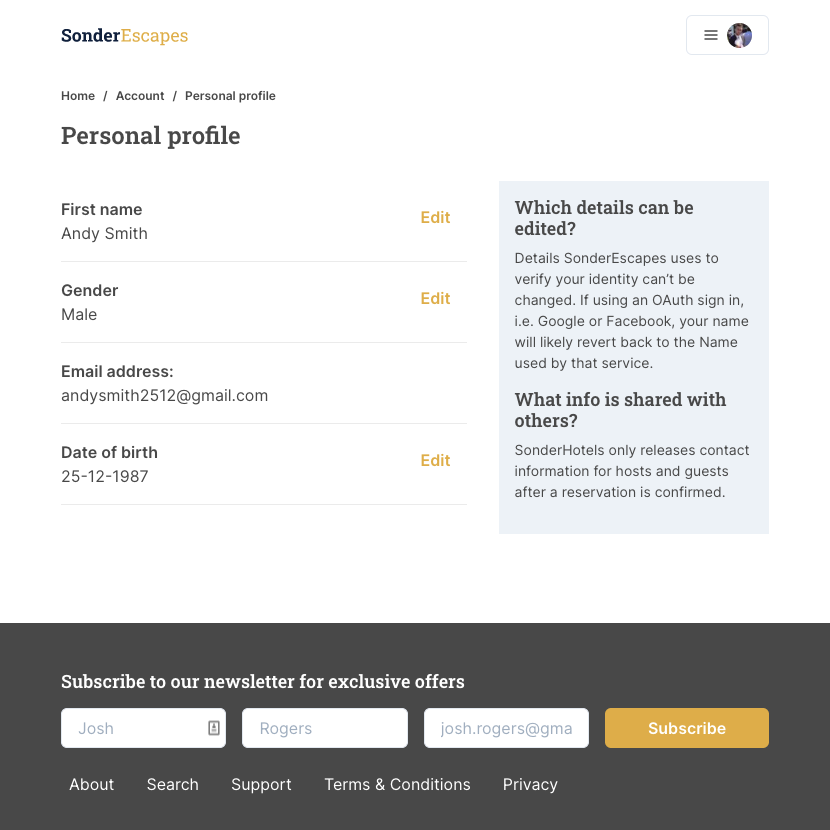 SonderEscapes
Home / Account / Personal profile
Personal profile
First name
Andy Smith
Edit
Gender
Male
Edit
Email address:
andysmith2512@gmail.com
Date of birth
25-12-1987
Edit
Which details can be
edited?
Details SonderEscapes uses to
verify your identity can’t be
changed. If using an OAuth sign in,
i.e. Google or Facebook, your name
will likely revert back to the Name
used by that service.
What info is shared with
others?
SonderHotels only releases contact
information for hosts and guests
after a reservation is confirmed.
Subscribe to our newsletter for exclusive offers
Josh Rogers josh.rogers@gma Subscribe
About Search Support Terms & Conditions Privacy